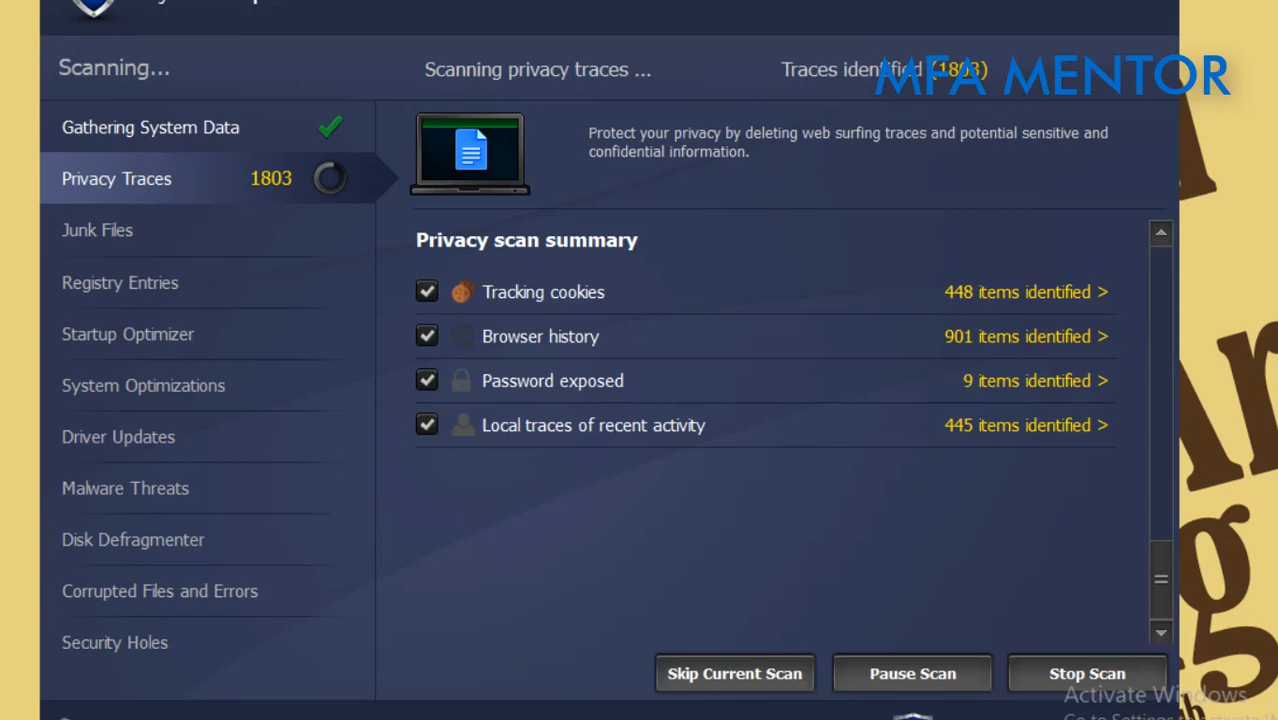 Scanning...
Scanning privacy traces ...
Traces identified (1803)
MFA MENTOR
Gathering System Data
Privacy Traces 1803
Junk Files
Registry Entries
Startup Optimizer
System Optimizations
Driver Updates
Malware Threats
Disk Defragmenter
Corrupted Files and Errors
Security Holes
Protect your privacy by deleting web surfing traces and potential sensitive and
confidential information.
Privacy scan summary
Tracking cookies 448 items identified >
Browser history 901 items identified >
Password exposed 9 items identified >
Local traces of recent activity 445 items identified >
Skip Current Scan
Pause Scan
Stop Scan
Activate Windows